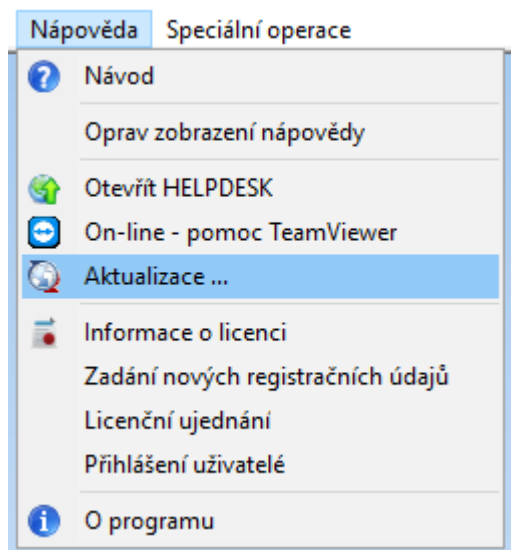 Nápověda Speciální operace
Návod
Oprav zobrazení nápovědy
Otevřít HELPDESK
On-line - pomoc TeamViewer
Aktualizace ...
Informace o licenci
Zadání nových registračních údajů
Licenční ujednání
Přihlášení uživatelé
O programu